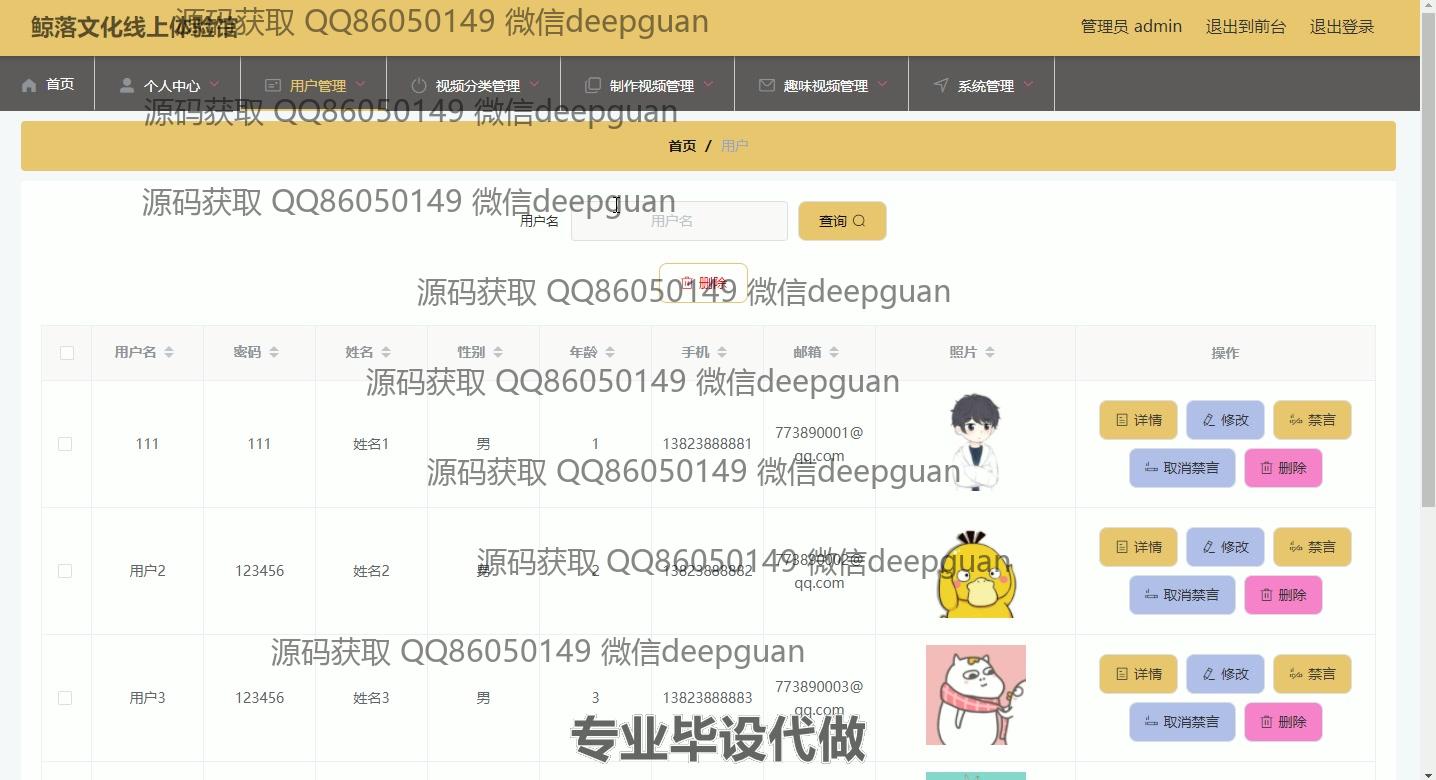 鲸落文化线上体验馆
源码获取 QQ86050149 微信deepguan
管理员 admin 退出到前台 退出登录
首页 个人中心 用户管理 视频分类管理 制作视频管理 趣味视频管理 系统管理
源码获取 QQ86050149 微信deepguan
首页 / 用户
源码获取 QQ86050149 微信deepguan
用户名 用户名 查询
删除
源码获取 QQ86050149 微信deepguan
用户名 密码 姓名 性别 年龄 手机 邮箱 照片 操作
源码获取 QQ86050149 微信deepguan
111 111 姓名1 男 1 13823888881 773890001@
qq.com
详情 修改 禁言
取消禁言 删除
源码获取 QQ86050149 微信deepguan
用户2 123456 姓名2 男 2 13823888882 773890002@
qq.com
详情 修改 禁言
取消禁言 删除
源码获取 QQ86050149 微信deepguan
源码获取 QQ86050149 微信deepguan
用户3 123456 姓名3 男 3 13823888883 773890003@
qq.com
详情 修改 禁言
取消禁言 删除
专业毕设代做